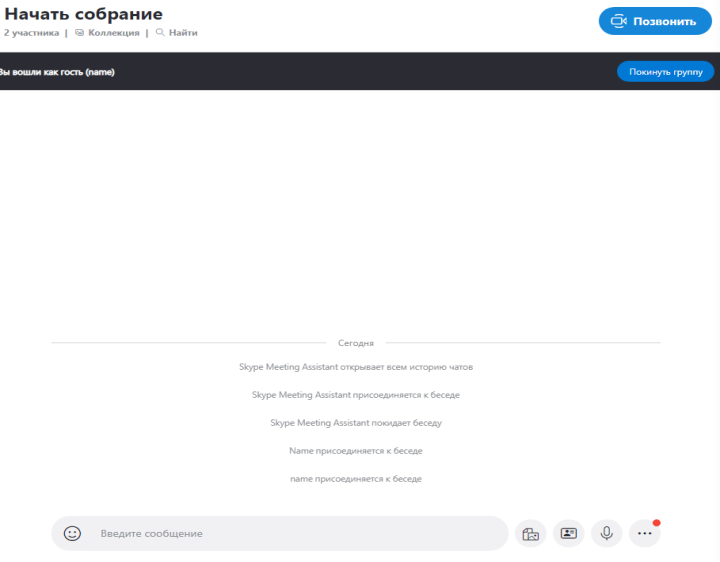 Начать собрание
Позвонить
2 участника | Коллекция | Найти
Вы вошли как гость (name)
Покинуть группу
Сегодня
Skype Meeting Assistant открывает всем историю чатов
Skype Meeting Assistant присоединяется к беседе
Skype Meeting Assistant покидает беседу
Name присоединяется к беседе
name присоединяется к беседе
Введите сообщение